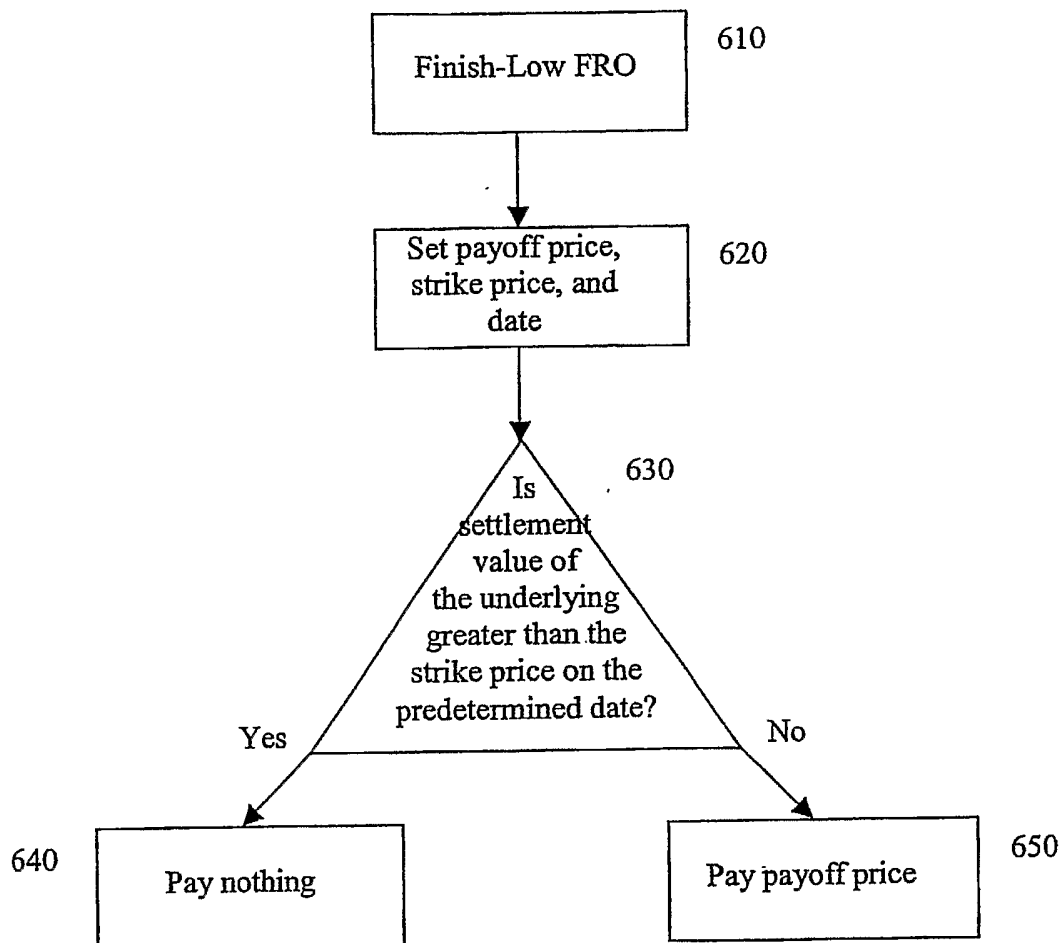 610
Finish-Low FRO
620
Set payoff price,
strike price, and
date
630
Is
settlement
value of
the underlying
greater than the
strike price on the
predetermined date?
Yes
No
640
Pay nothing
650
Pay payoff price